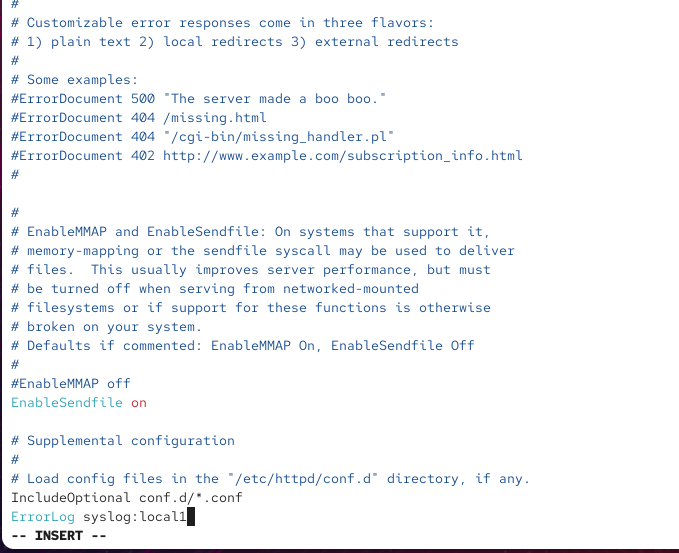 #
# Customizable error responses come in three flavors:
# 1) plain text 2) local redirects 3) external redirects
#
# Some examples:
#ErrorDocument 500 "The server made a boo boo."
#ErrorDocument 404 /missing.html
#ErrorDocument 404 "/cgi-bin/missing_handler.pl"
#ErrorDocument 402 http://www.example.com/subscription_info.html
#

#
# EnableMMAP and EnableSendfile: On systems that support it,
# memory-mapping or the sendfile syscall may be used to deliver
# files.  This usually improves server performance, but must
# be turned off when serving from networked-mounted
# filesystems or if support for these functions is otherwise
# broken on your system.
# Defaults if commented: EnableMMAP On, EnableSendfile Off
#
#EnableMMAP off
EnableSendfile on

# Supplemental configuration
#
# Load config files in the "/etc/httpd/conf.d" directory, if any.
IncludeOptional conf.d/*.conf
ErrorLog syslog:local1
-- INSERT --